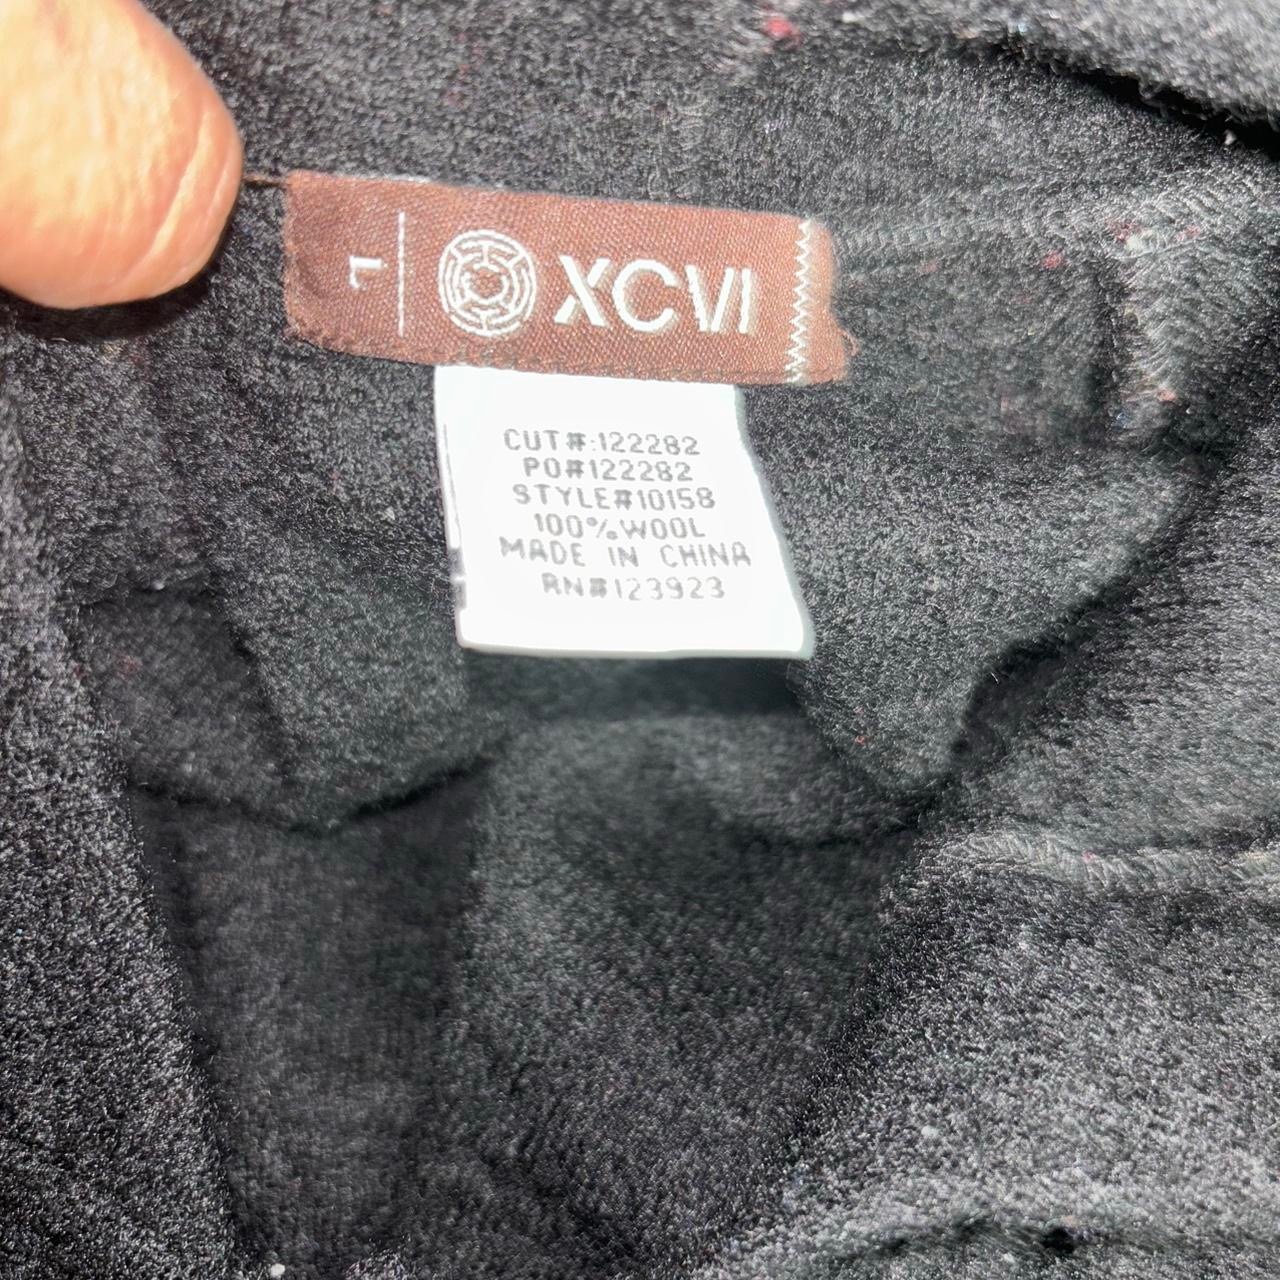 L
XCVI
CUT#:122282
PO#122282
STYLE#10158
100%WOOL
MADE IN CHINA
RN#123923